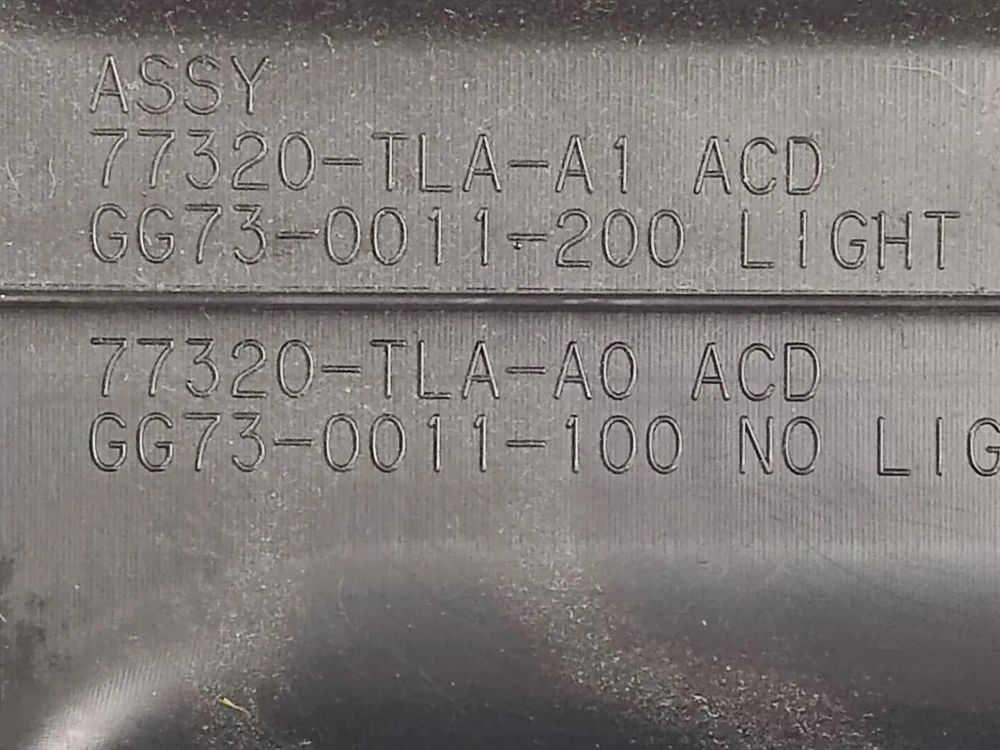 ASSY
77320-TLA-A1 ACD
GG73-0011-200 LIGHT
77320-TLA-A0 ACD
GG73-0011-100 NO LIG